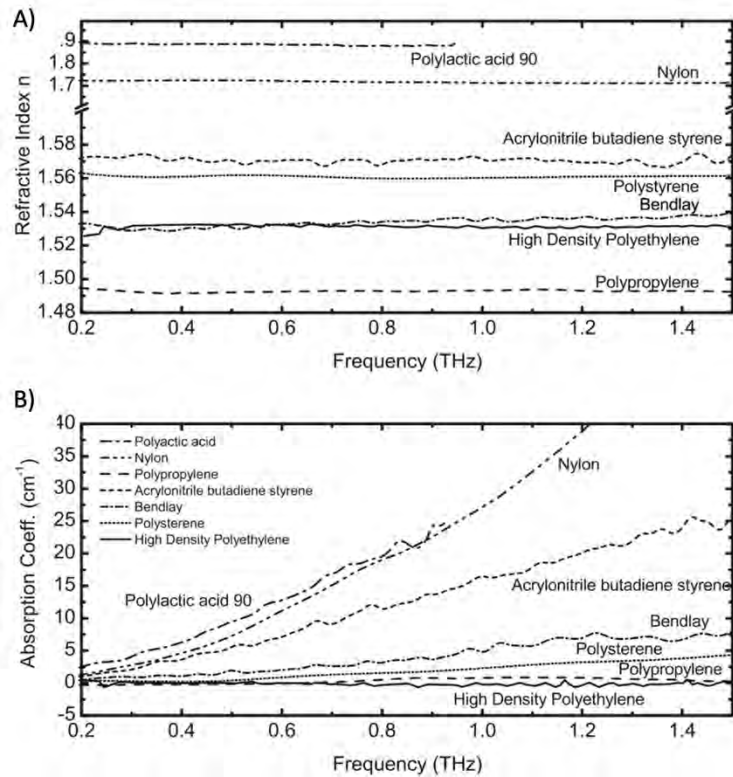 A)
.9
1.7
1.58
1.56
1.54
1.50
1.48
Refractive Index n
Polylactic acid 90
Nylon
Acrylonitrile butadiene styrene
Polystyrene
Bendlay
High Density Polyethylene
Polypropylene
0.2 0.4 0.6 0.8 1.0 1.2 1.4
Frequency (THz)
B)
40
35
30
25
20
15
10
5
0
-5
Absorption Coeff. (cm⁻¹)
Polyactic acid
Nylon
Polypropylene
Acrylonitrile butadiene styrene
Bendlay
Polysterene
High Density Polyethylene
Nylon
Polylactic acid 90
Acrylonitrile butadiene styrene
Bendlay
Polysterene
Polypropylene
High Density Polyethylene
0.2 0.4 0.6 0.8 1.0 1.2 1.4
Frequency (THz)